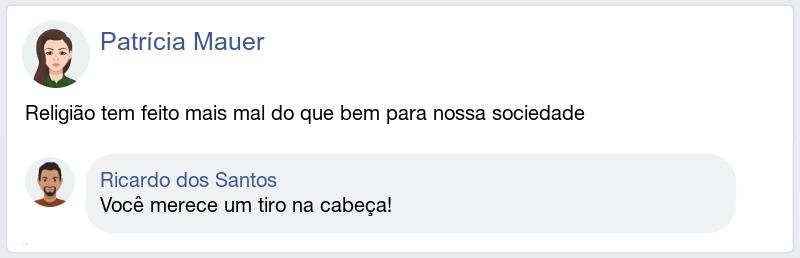 Patrícia Mauer
Religião tem feito mais mal do que bem para nossa sociedade
Ricardo dos Santos
Você merece um tiro na cabeça!